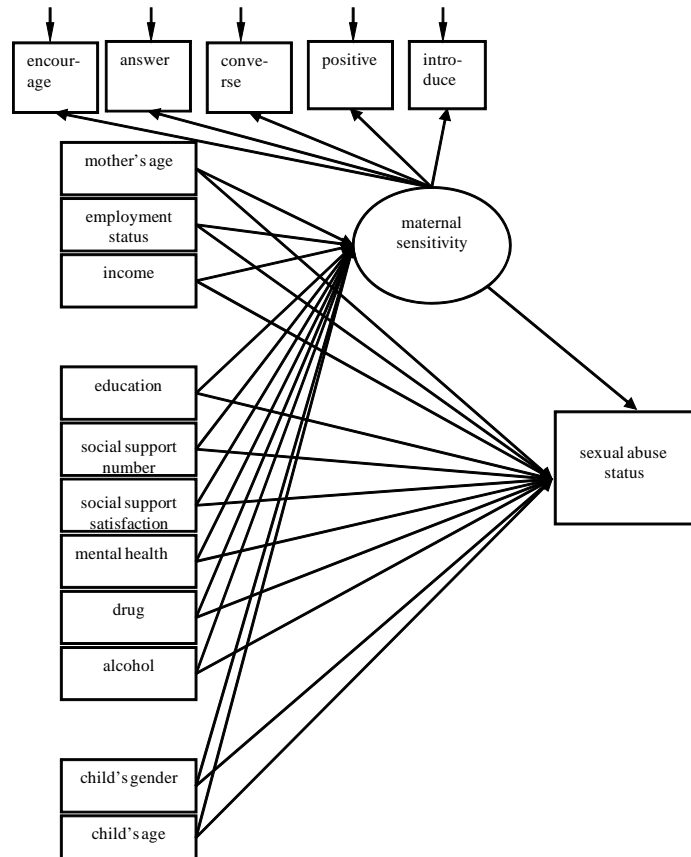 encour-
age
answer
conve-
rse
positive
intro-
duce
mother's age
employment
status
income
maternal
sensitivity
education
social support
number
social support
satisfaction
mental health
drug
alcohol
sexual abuse
status
child's gender
child's age